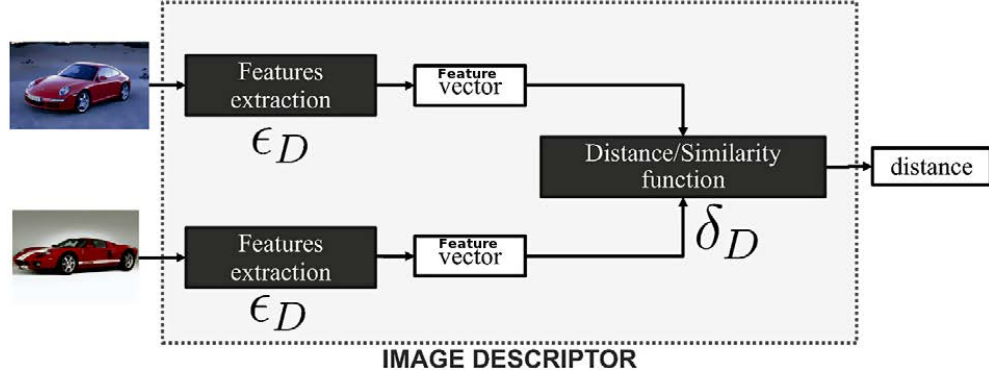 Features
extraction
ϵD
Feature
vector
Distance/Similarity
function
δD
distance
Features
extraction
ϵD
Feature
vector
IMAGE DESCRIPTOR